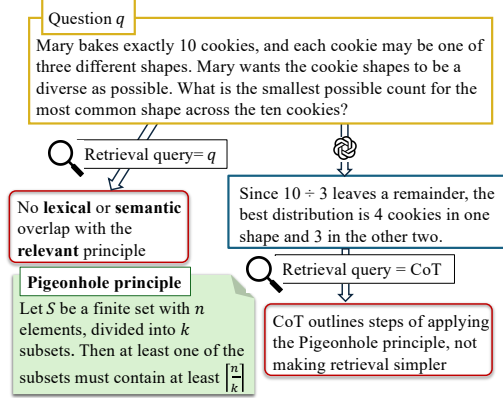 Question q
Mary bakes exactly 10 cookies, and each cookie may be one of
three different shapes. Mary wants the cookie shapes to be a
diverse as possible. What is the smallest possible count for the
most common shape across the ten cookies?
Retrieval query= q
No lexical or semantic
overlap with the
relevant principle
Pigeonhole principle
Let S be a finite set with n
elements, divided into k
subsets. Then at least one of the
subsets must contain at least ⌈n/k⌉
Since 10 ÷ 3 leaves a remainder, the
best distribution is 4 cookies in one
shape and 3 in the other two.
Retrieval query = CoT
CoT outlines steps of applying
the Pigeonhole principle, not
making retrieval simpler